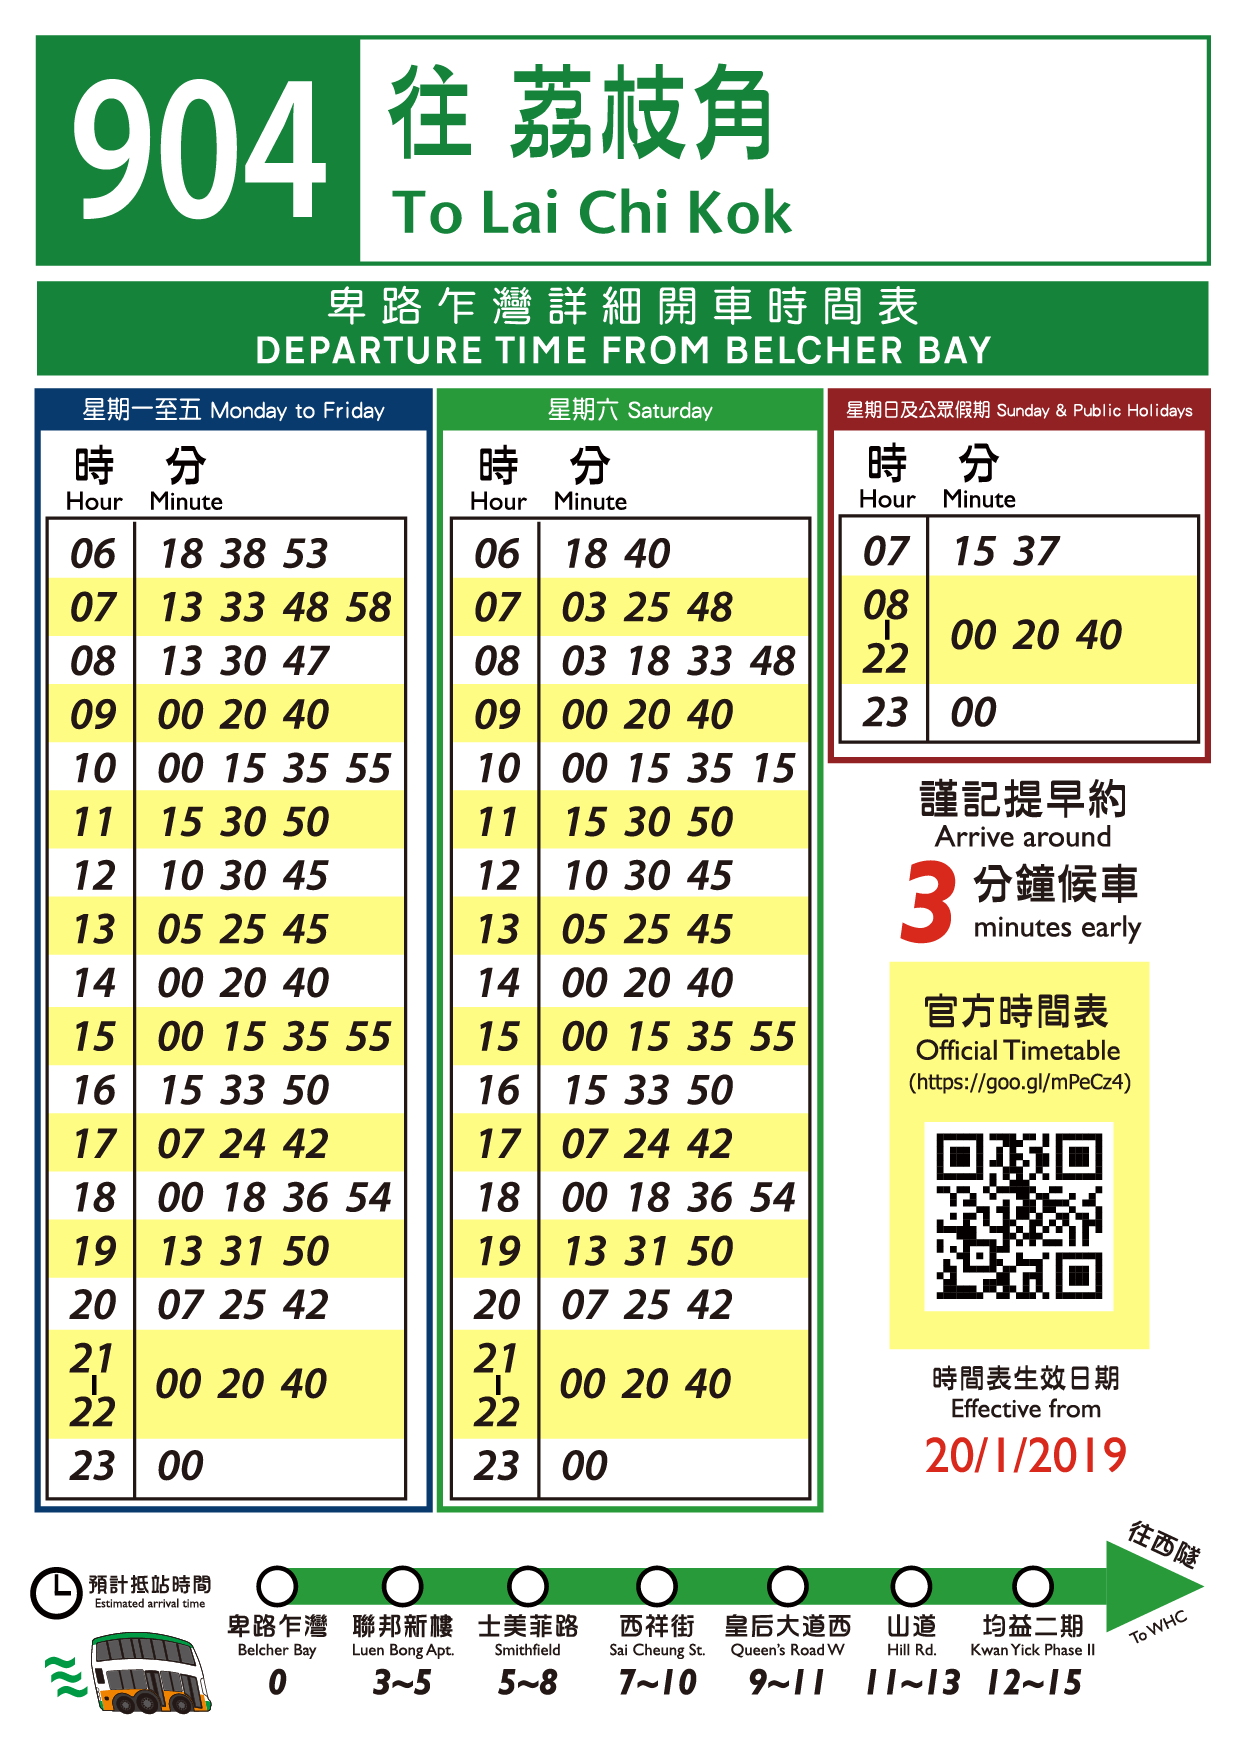 904
往 荔枝角
To Lai Chi Kok
卑路乍灣詳細開車時間表
DEPARTURE TIME FROM BELCHER BAY
星期一至五 Monday to Friday
時 分
Hour Minute
06 18 38 53
07 13 33 48 58
08 13 30 47
09 00 20 40
10 00 15 35 55
11 15 30 50
12 10 30 45
13 05 25 45
14 00 20 40
15 00 15 35 55
16 15 33 50
17 07 24 42
18 00 18 36 54
19 13 31 50
20 07 25 42
21
|
22
00 20 40
23 00
星期六 Saturday
時 分
Hour Minute
06 18 40
07 03 25 48
08 03 18 33 48
09 00 20 40
10 00 15 35 15
11 15 30 50
12 10 30 45
13 05 25 45
14 00 20 40
15 00 15 35 55
16 15 33 50
17 07 24 42
18 00 18 36 54
19 13 31 50
20 07 25 42
21
|
22
00 20 40
23 00
星期日及公眾假期 Sunday & Public Holidays
時 分
Hour Minute
07 15 37
08
|
22
00 20 40
23 00
謹記提早約
Arrive around
3 分鐘候車
minutes early
官方時間表
Official Timetable
(https://goo.gl/mPeCz4)
時間表生效日期
Effective from
20/1/2019
預計抵站時間
Estimated arrival time
卑路乍灣
Belcher Bay
0
聯邦新樓
Luen Bong Apt.
3~5
士美菲路
Smithfield
5~8
西祥街
Sai Cheung St.
7~10
皇后大道西
Queen's Road W
9~11
山道
Hill Rd.
11~13
均益二期
Kwan Yick Phase II
12~15
往西隧
To WHC